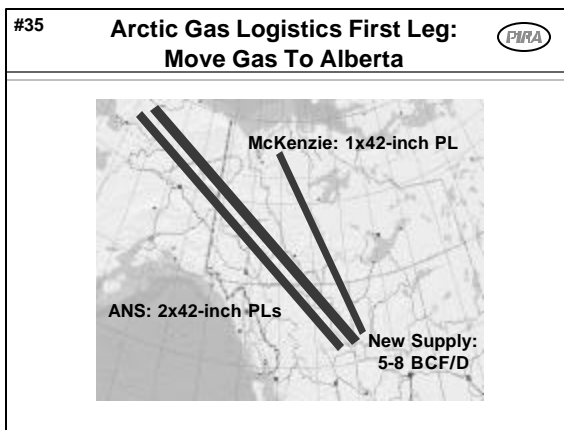 #35
Arctic Gas Logistics First Leg:
Move Gas To Alberta
PIRA
McKenzie: 1x42-inch PL
ANS: 2x42-inch PLs
New Supply:
5-8 BCF/D